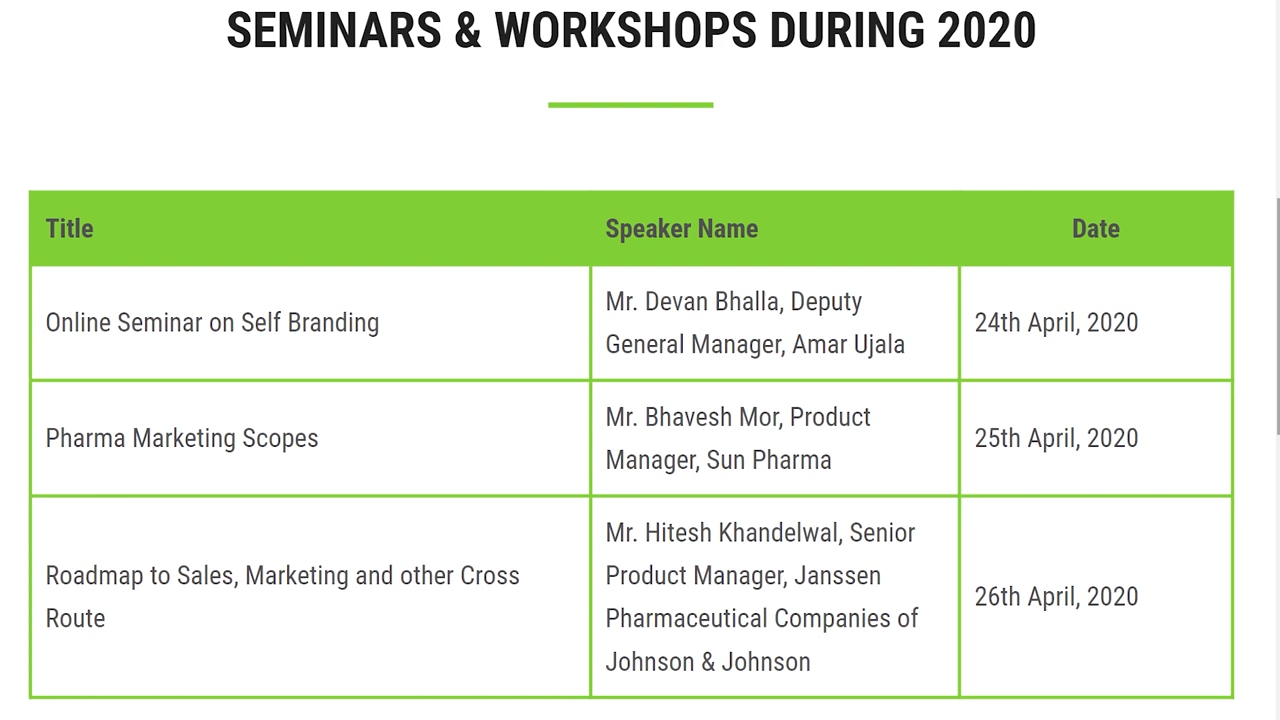 SEMINARS & WORKSHOPS DURING 2020
Title
Speaker Name
Date
Online Seminar on Self Branding
Mr. Devan Bhalla, Deputy
General Manager, Amar Ujala
24th April, 2020
Pharma Marketing Scopes
Mr. Bhavesh Mor, Product
Manager, Sun Pharma
25th April, 2020
Roadmap to Sales, Marketing and other Cross
Route
Mr. Hitesh Khandelwal, Senior
Product Manager, Janssen
Pharmaceutical Companies of
Johnson & Johnson
26th April, 2020